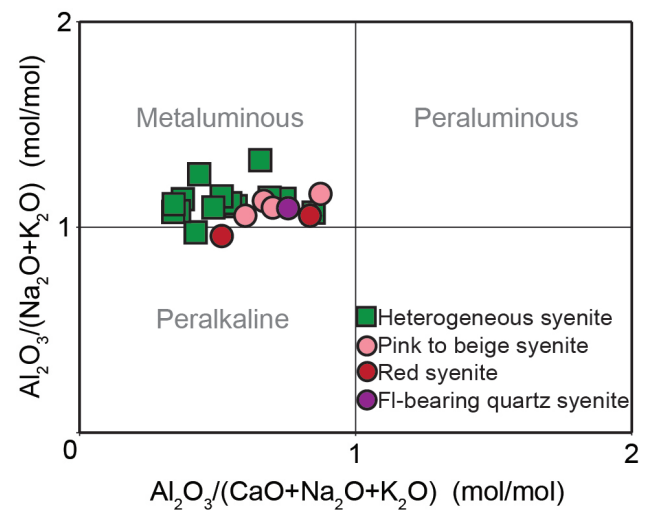 2
Metaluminous
Peraluminous
Al₂O₃/(Na₂O+K₂O) (mol/mol)
1
Peralkaline
Heterogeneous syenite
Pink to beige syenite
Red syenite
Fl-bearing quartz syenite
0
1
2
Al₂O₃/(CaO+Na₂O+K₂O) (mol/mol)